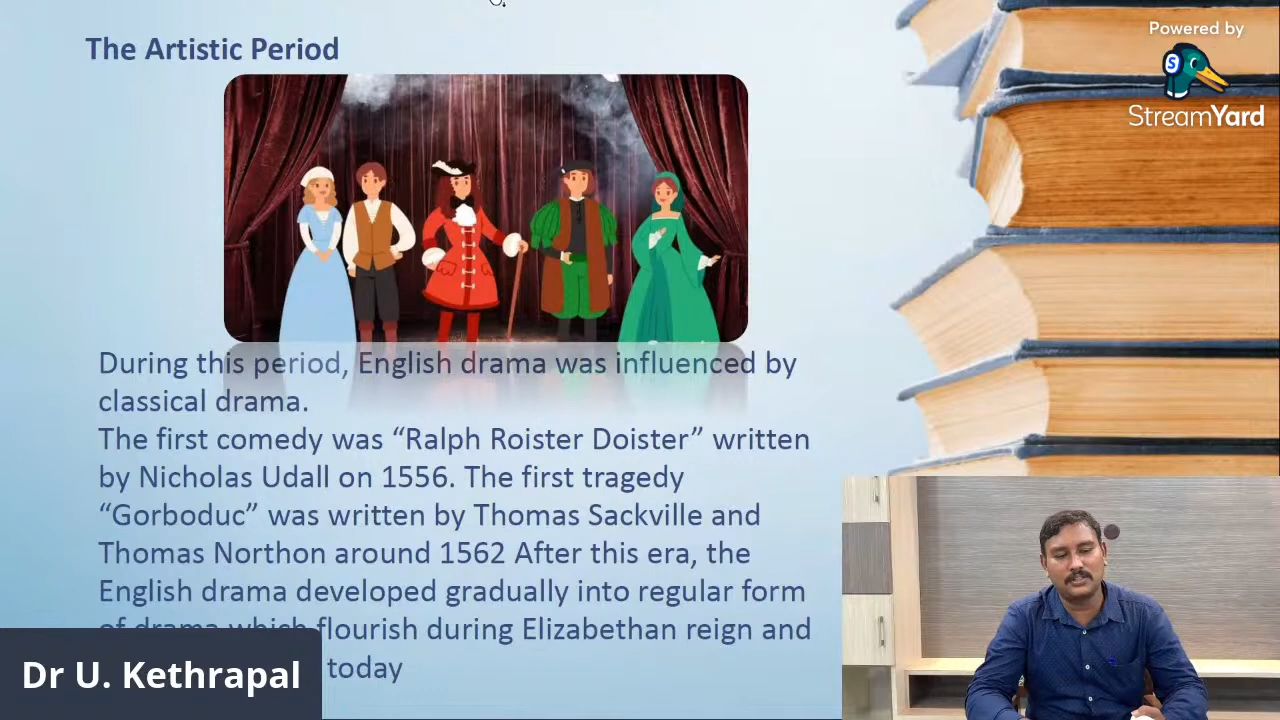 The Artistic Period
Powered by
S
StreamYard
During this period, English drama was influenced by
classical drama.
The first comedy was “Ralph Roister Doister” written
by Nicholas Udall on 1556. The first tragedy
“Gorboduc” was written by Thomas Sackville and
Thomas Northon around 1562 After this era, the
English drama developed gradually into regular form
of drama which flourish during Elizabethan reign and
today
Dr U. Kethrapal